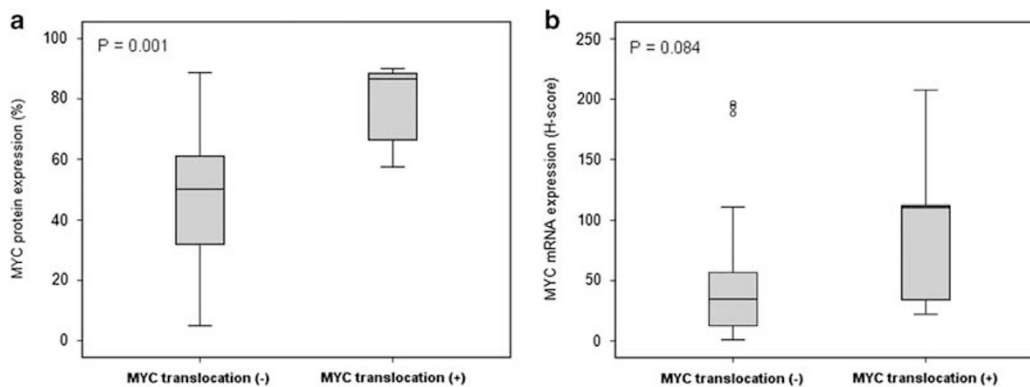 a
P = 0.001
MYC protein expression (%)
100
80
60
40
20
0
MYC translocation (-)
MYC translocation (+)
b
P = 0.084
MYC mRNA expression (H-score)
250
200
150
100
50
0
MYC translocation (-)
MYC translocation (+)